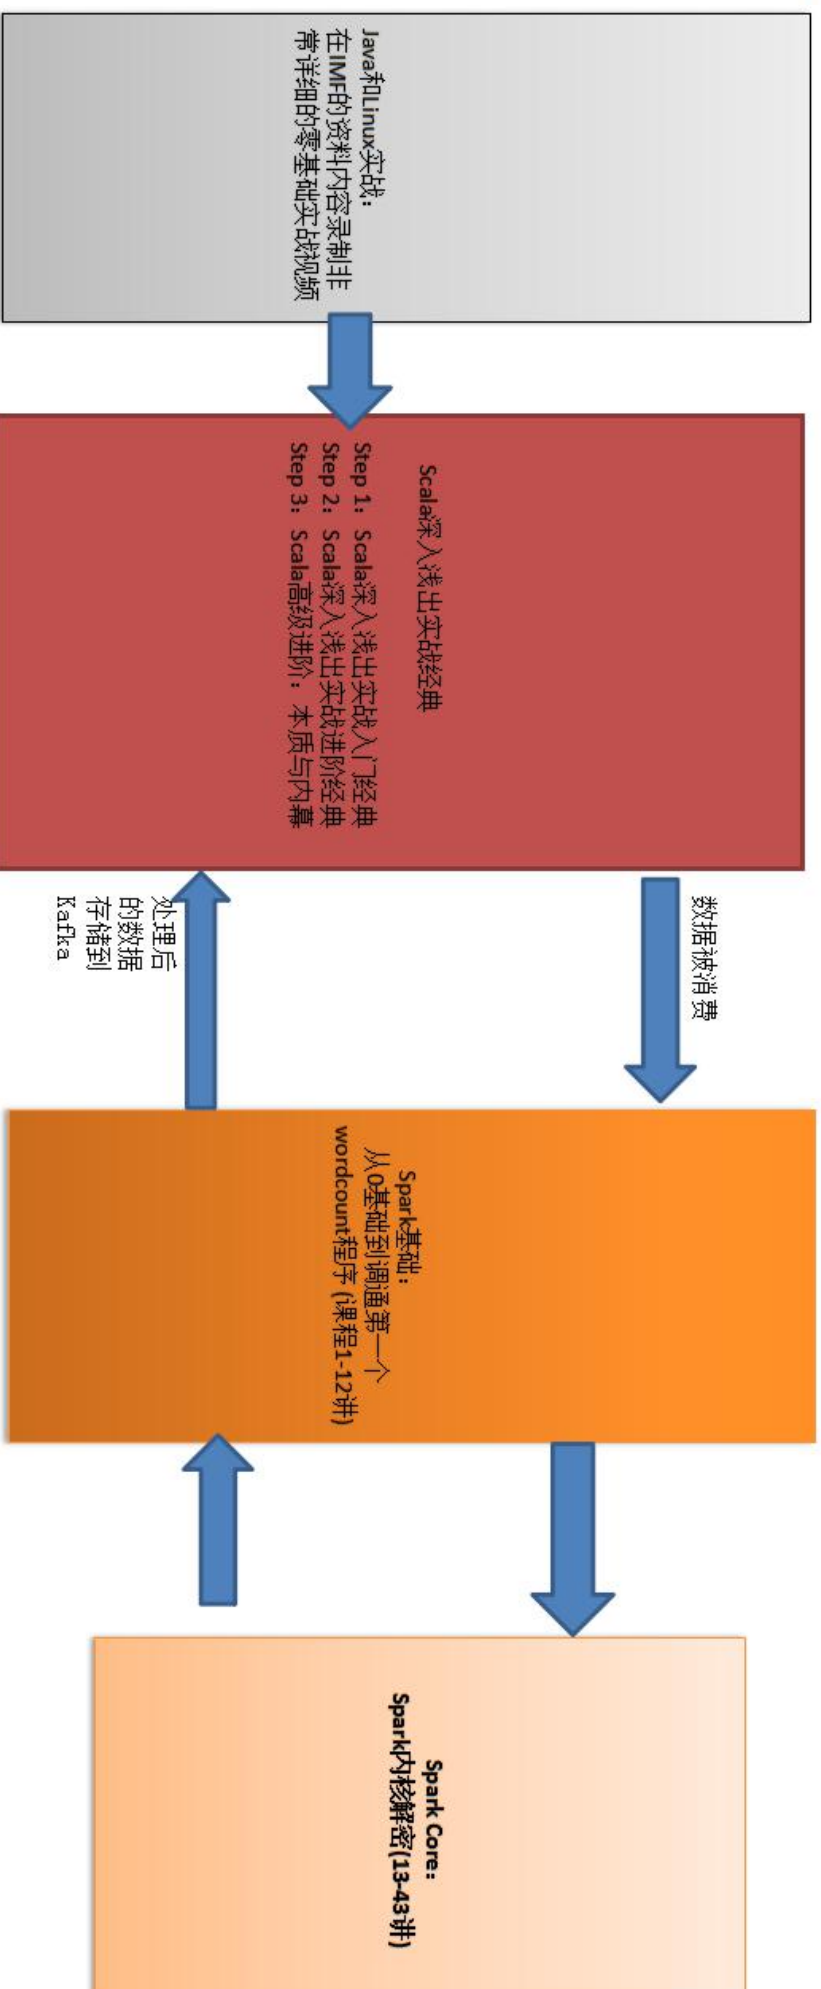 Java和Linux实战：
在IMF的资料内容录制非
常详细的零基础实战视频
Scala深入浅出实战经典
Step 1： Scala深入浅出实战入门经典
Step 2： Scala深入浅出实战进阶经典
Step 3： Scala高级进阶：本质与内幕
数据被消费
处理后
的数据
存储到
Kafka
Spark基础：
从0基础到调通第一个
wordcount程序 (课程1-12讲)
Spark Core：
Spark内核解密(13-43讲)